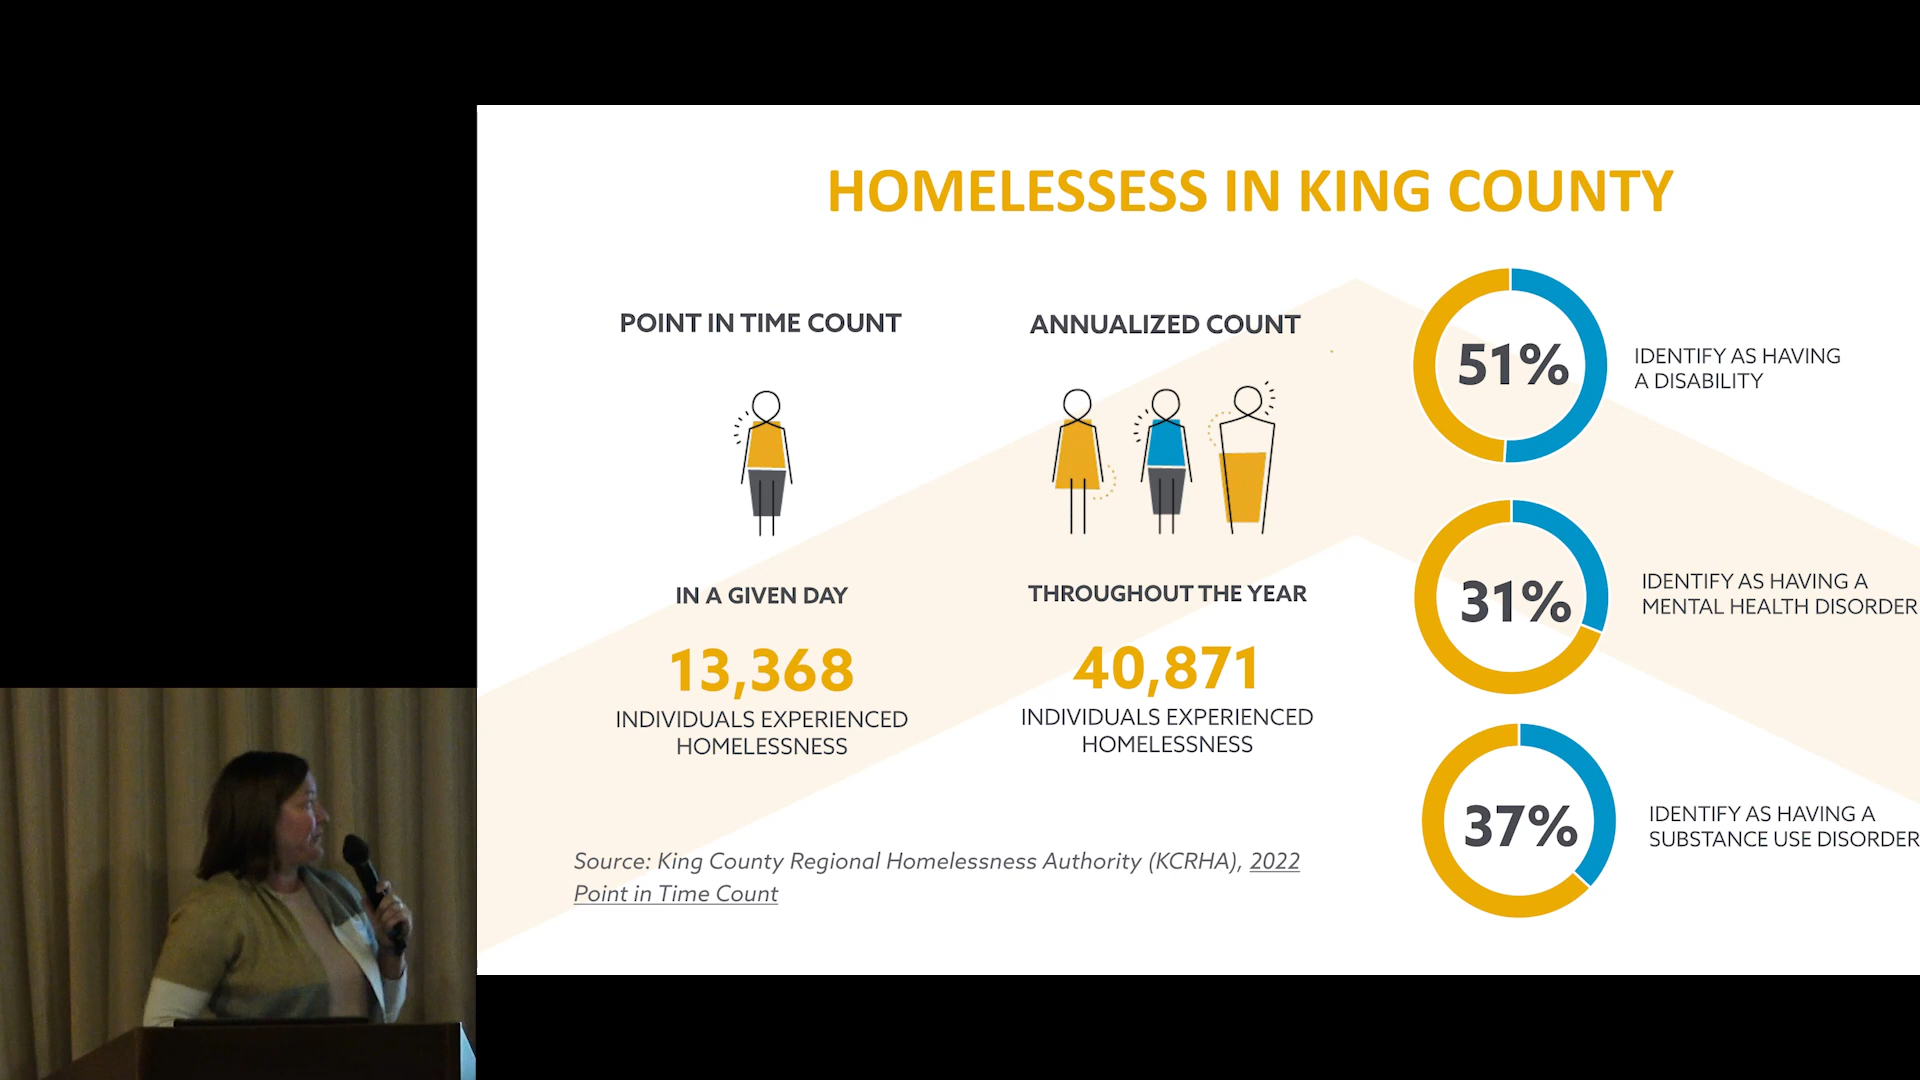 HOMELESSESS IN KING COUNTY
POINT IN TIME COUNT
IN A GIVEN DAY
13,368
INDIVIDUALS EXPERIENCED
HOMELESSNESS
ANNUALIZED COUNT
THROUGHOUT THE YEAR
40,871
INDIVIDUALS EXPERIENCED
HOMELESSNESS
51%
IDENTIFY AS HAVING
A DISABILITY
31%
IDENTIFY AS HAVING A
MENTAL HEALTH DISORDER
37%
IDENTIFY AS HAVING A
SUBSTANCE USE DISORDER
Source: King County Regional Homelessness Authority (KCRHA), 2022
Point in Time Count